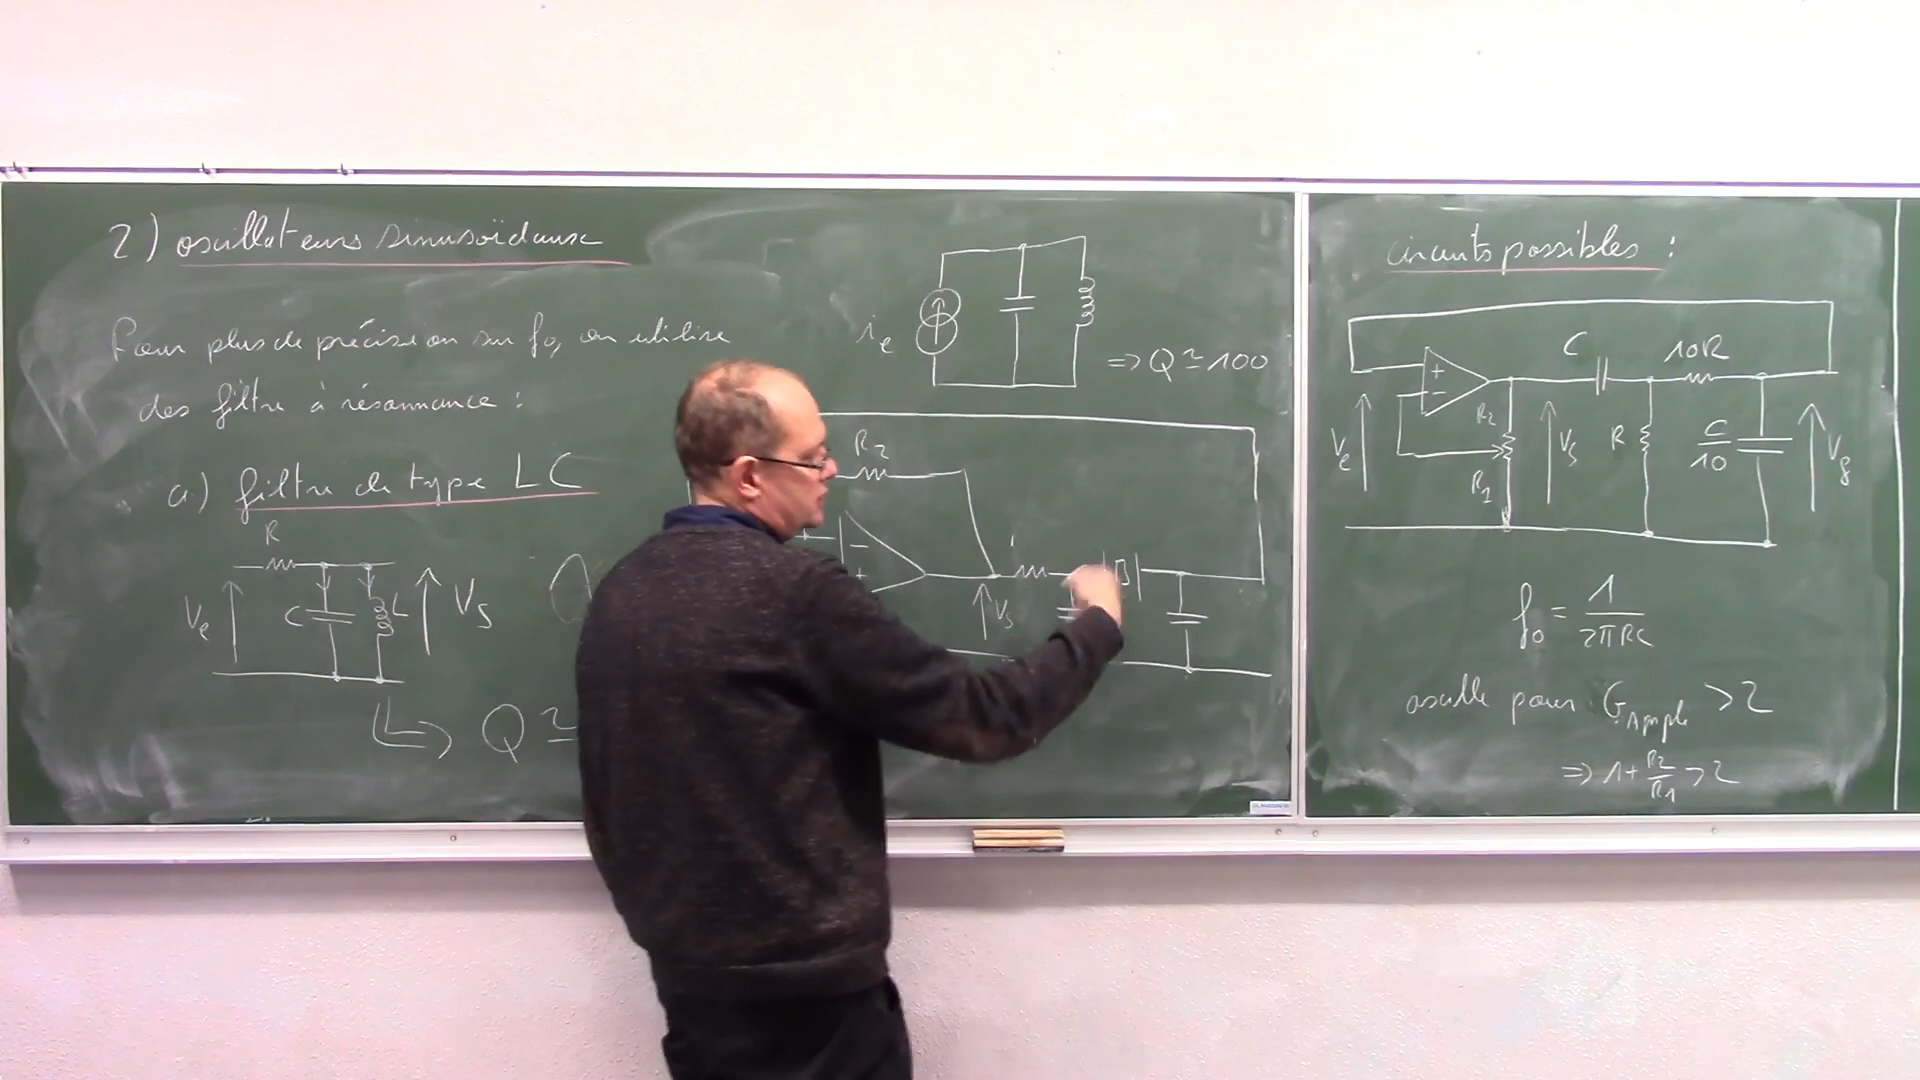 2) oscillateurs sinusoïdaux
Pour plus de précision sur f0, on utilise
des filtre à résonnance :
a) filtre de type LC
R
Ve
C
L
Vs
Q ≃
ie
⇒ Q ≃ 100
R2
−
+
Vs
circuits possibles :
C
10R
+
−
R2
R1
Ve
Vs
R
C/10
f0 = 1/2πRC
oscille pour GAmpli > 2
⇒ 1 + R2/R1 > 2